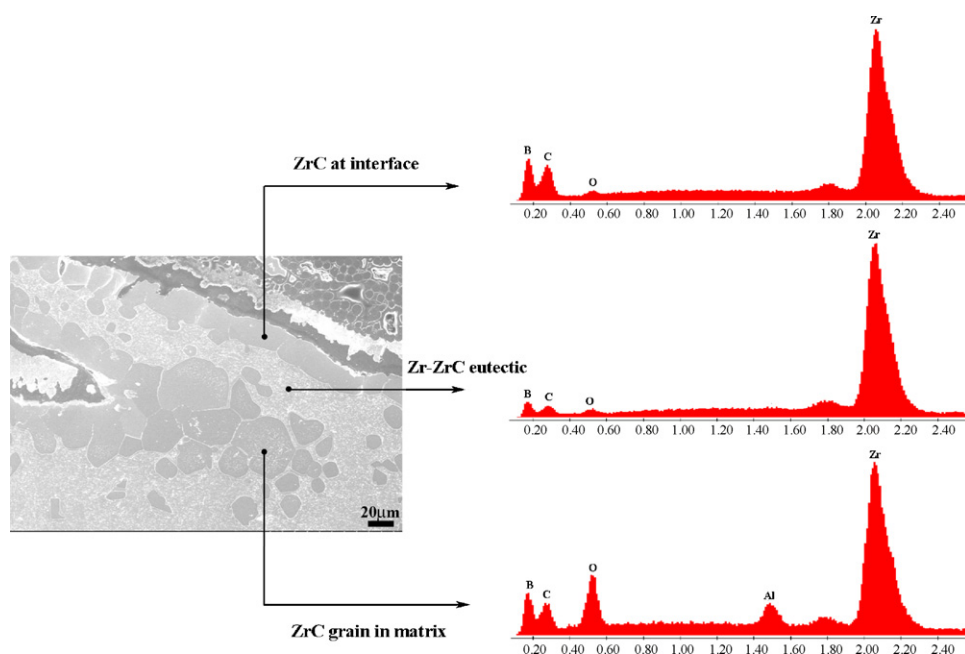 Zr
B C
O
0.20 0.40 0.60 0.80 1.00 1.20 1.40 1.60 1.80 2.00 2.20 2.40
ZrC at interface
Zr
B C O
0.20 0.40 0.60 0.80 1.00 1.20 1.40 1.60 1.80 2.00 2.20 2.40
Zr-ZrC eutectic
Zr
B C O Al
0.20 0.40 0.60 0.80 1.00 1.20 1.40 1.60 1.80 2.00 2.20 2.40
20μm
ZrC grain in matrix